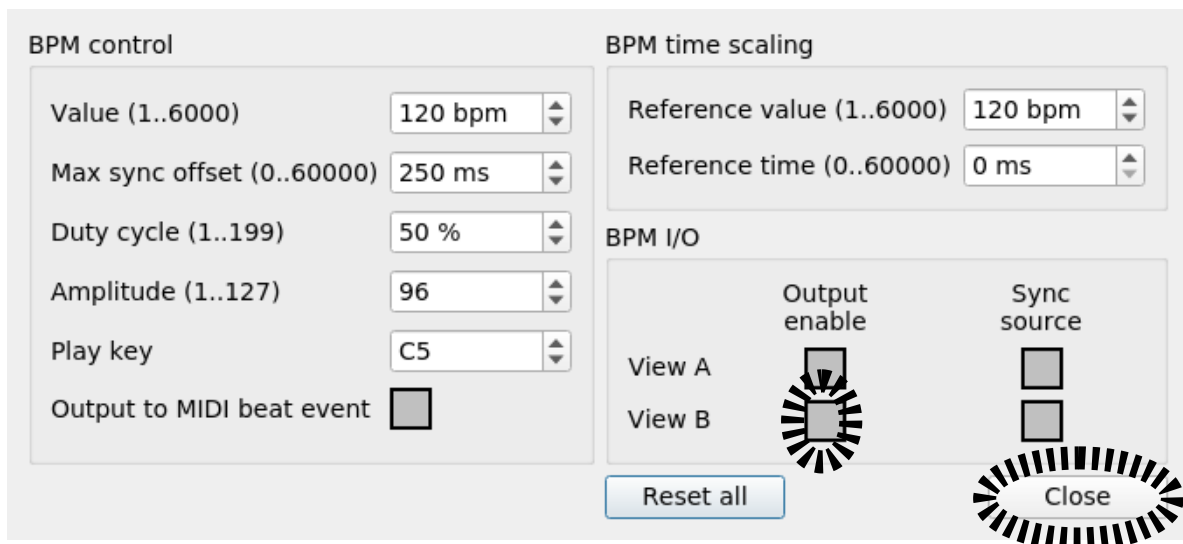 BPM control
Value (1..6000)
120 bpm
Max sync offset (0..60000)
250 ms
Duty cycle (1..199)
50 %
Amplitude (1..127)
96
Play key
C5
Output to MIDI beat event
BPM time scaling
Reference value (1..6000)
120 bpm
Reference time (0..60000)
0 ms
BPM I/O
Output
enable
Sync
source
View A
View B
Reset all
Close